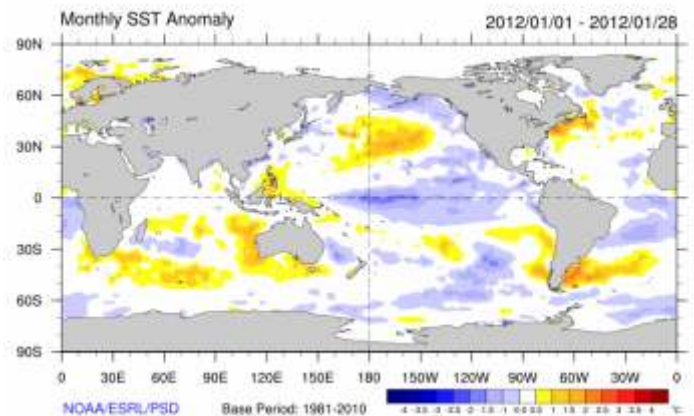 Monthly SST Anomaly 2012/01/01 - 2012/01/28
90N
60N
30N
0
30S
60S
90S
0 30E 60E 90E 120E 150E 180 150W 120W 90W 60W 30W 0
NOAA/ESRL/PSD Base Period: 1981-2010